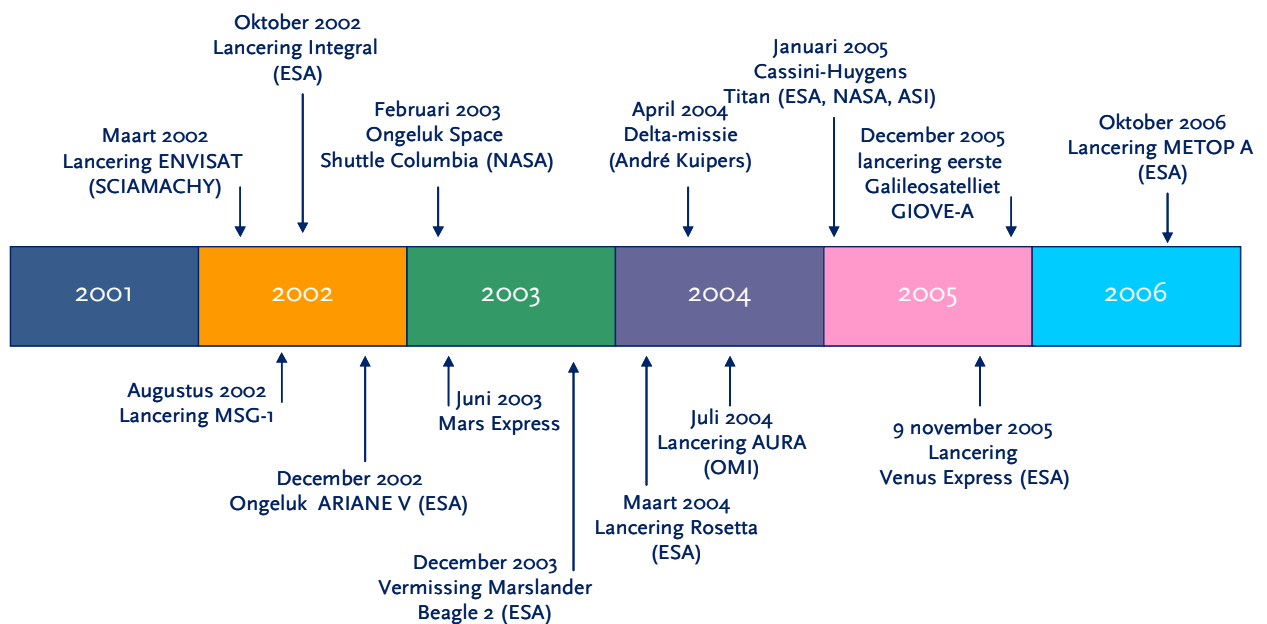 Oktober 2002
Lancering Integral
(ESA)
Maart 2002
Lancering ENVISAT
(SCIAMACHY)
Februari 2003
Ongeluk Space
Shuttle Columbia (NASA)
April 2004
Delta-missie
(André Kuipers)
Januari 2005
Cassini-Huygens
Titan (ESA, NASA, ASI)
December 2005
lancering eerste
Galileosatelliet
GIOVE-A
Oktober 2006
Lancering METOP A
(ESA)
2001
2002
2003
2004
2005
2006
Augustus 2002
Lancering MSG-1
December 2002
Ongeluk ARIANE V (ESA)
Juni 2003
Mars Express
December 2003
Vermissing Marslander
Beagle 2 (ESA)
Maart 2004
Lancering Rosetta
(ESA)
Juli 2004
Lancering AURA
(OMI)
9 november 2005
Lancering
Venus Express (ESA)